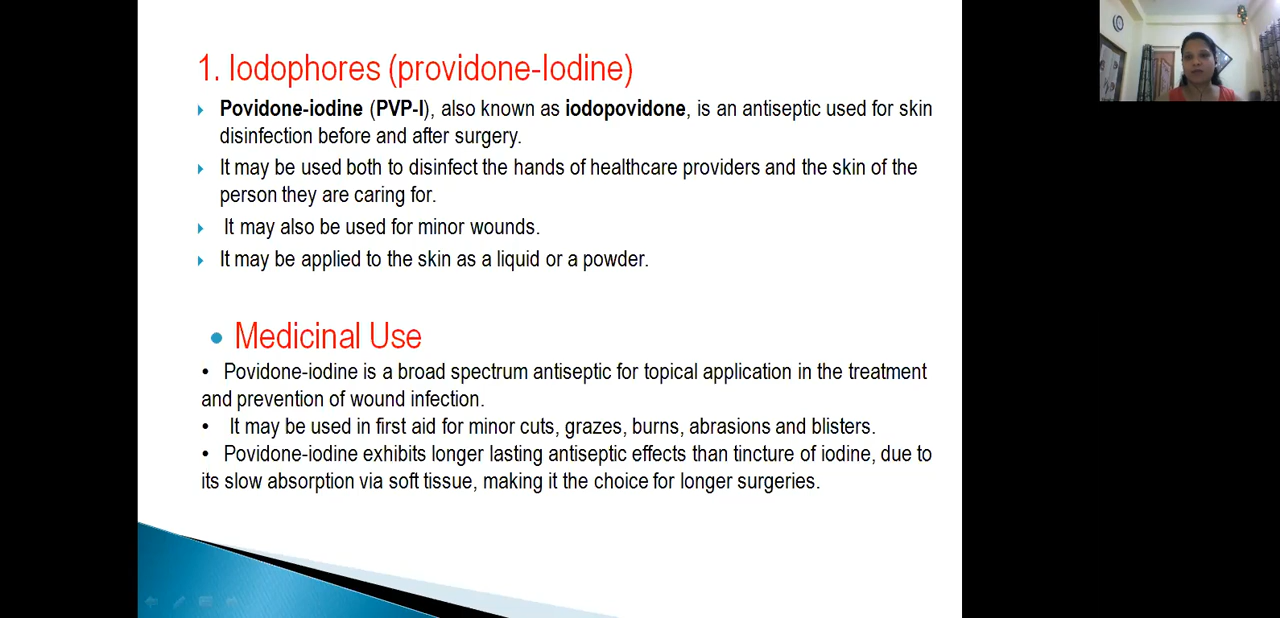 1. Iodophores (providone-Iodine)
Povidone-iodine (PVP-I), also known as iodopovidone, is an antiseptic used for skin
disinfection before and after surgery.
It may be used both to disinfect the hands of healthcare providers and the skin of the
person they are caring for.
It may also be used for minor wounds.
It may be applied to the skin as a liquid or a powder.
• Medicinal Use
• Povidone-iodine is a broad spectrum antiseptic for topical application in the treatment
and prevention of wound infection.
• It may be used in first aid for minor cuts, grazes, burns, abrasions and blisters.
• Povidone-iodine exhibits longer lasting antiseptic effects than tincture of iodine, due to
its slow absorption via soft tissue, making it the choice for longer surgeries.